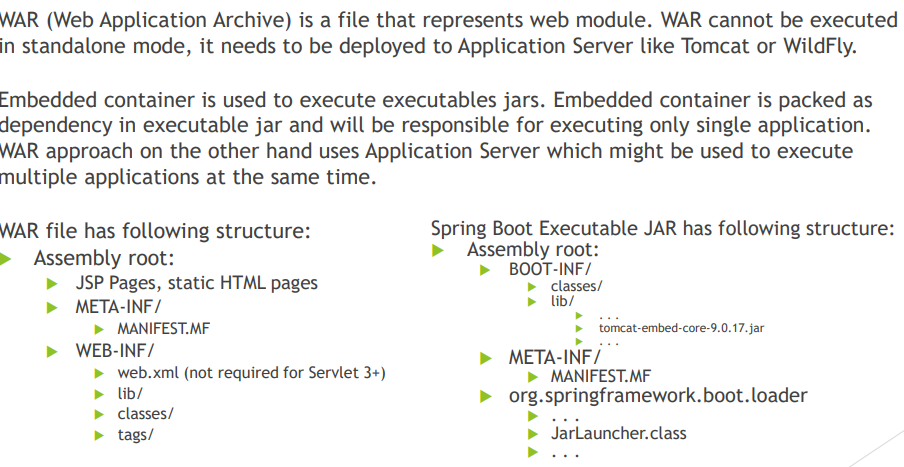 WAR (Web Application Archive) is a file that represents web module. WAR cannot be executed
in standalone mode, it needs to be deployed to Application Server like Tomcat or WildFly.
Embedded container is used to execute executables jars. Embedded container is packed as
dependency in executable jar and will be responsible for executing only single application.
WAR approach on the other hand uses Application Server which might be used to execute
multiple applications at the same time.
WAR file has following structure:
Assembly root:
JSP Pages, static HTML pages
META-INF/
MANIFEST.MF
WEB-INF/
web.xml (not required for Servlet 3+)
lib/
classes/
tags/
Spring Boot Executable JAR has following structure:
Assembly root:
BOOT-INF/
classes/
lib/
...
tomcat-embed-core-9.0.17.jar
...
META-INF/
MANIFEST.MF
org.springframework.boot.loader
...
JarLauncher.class
...